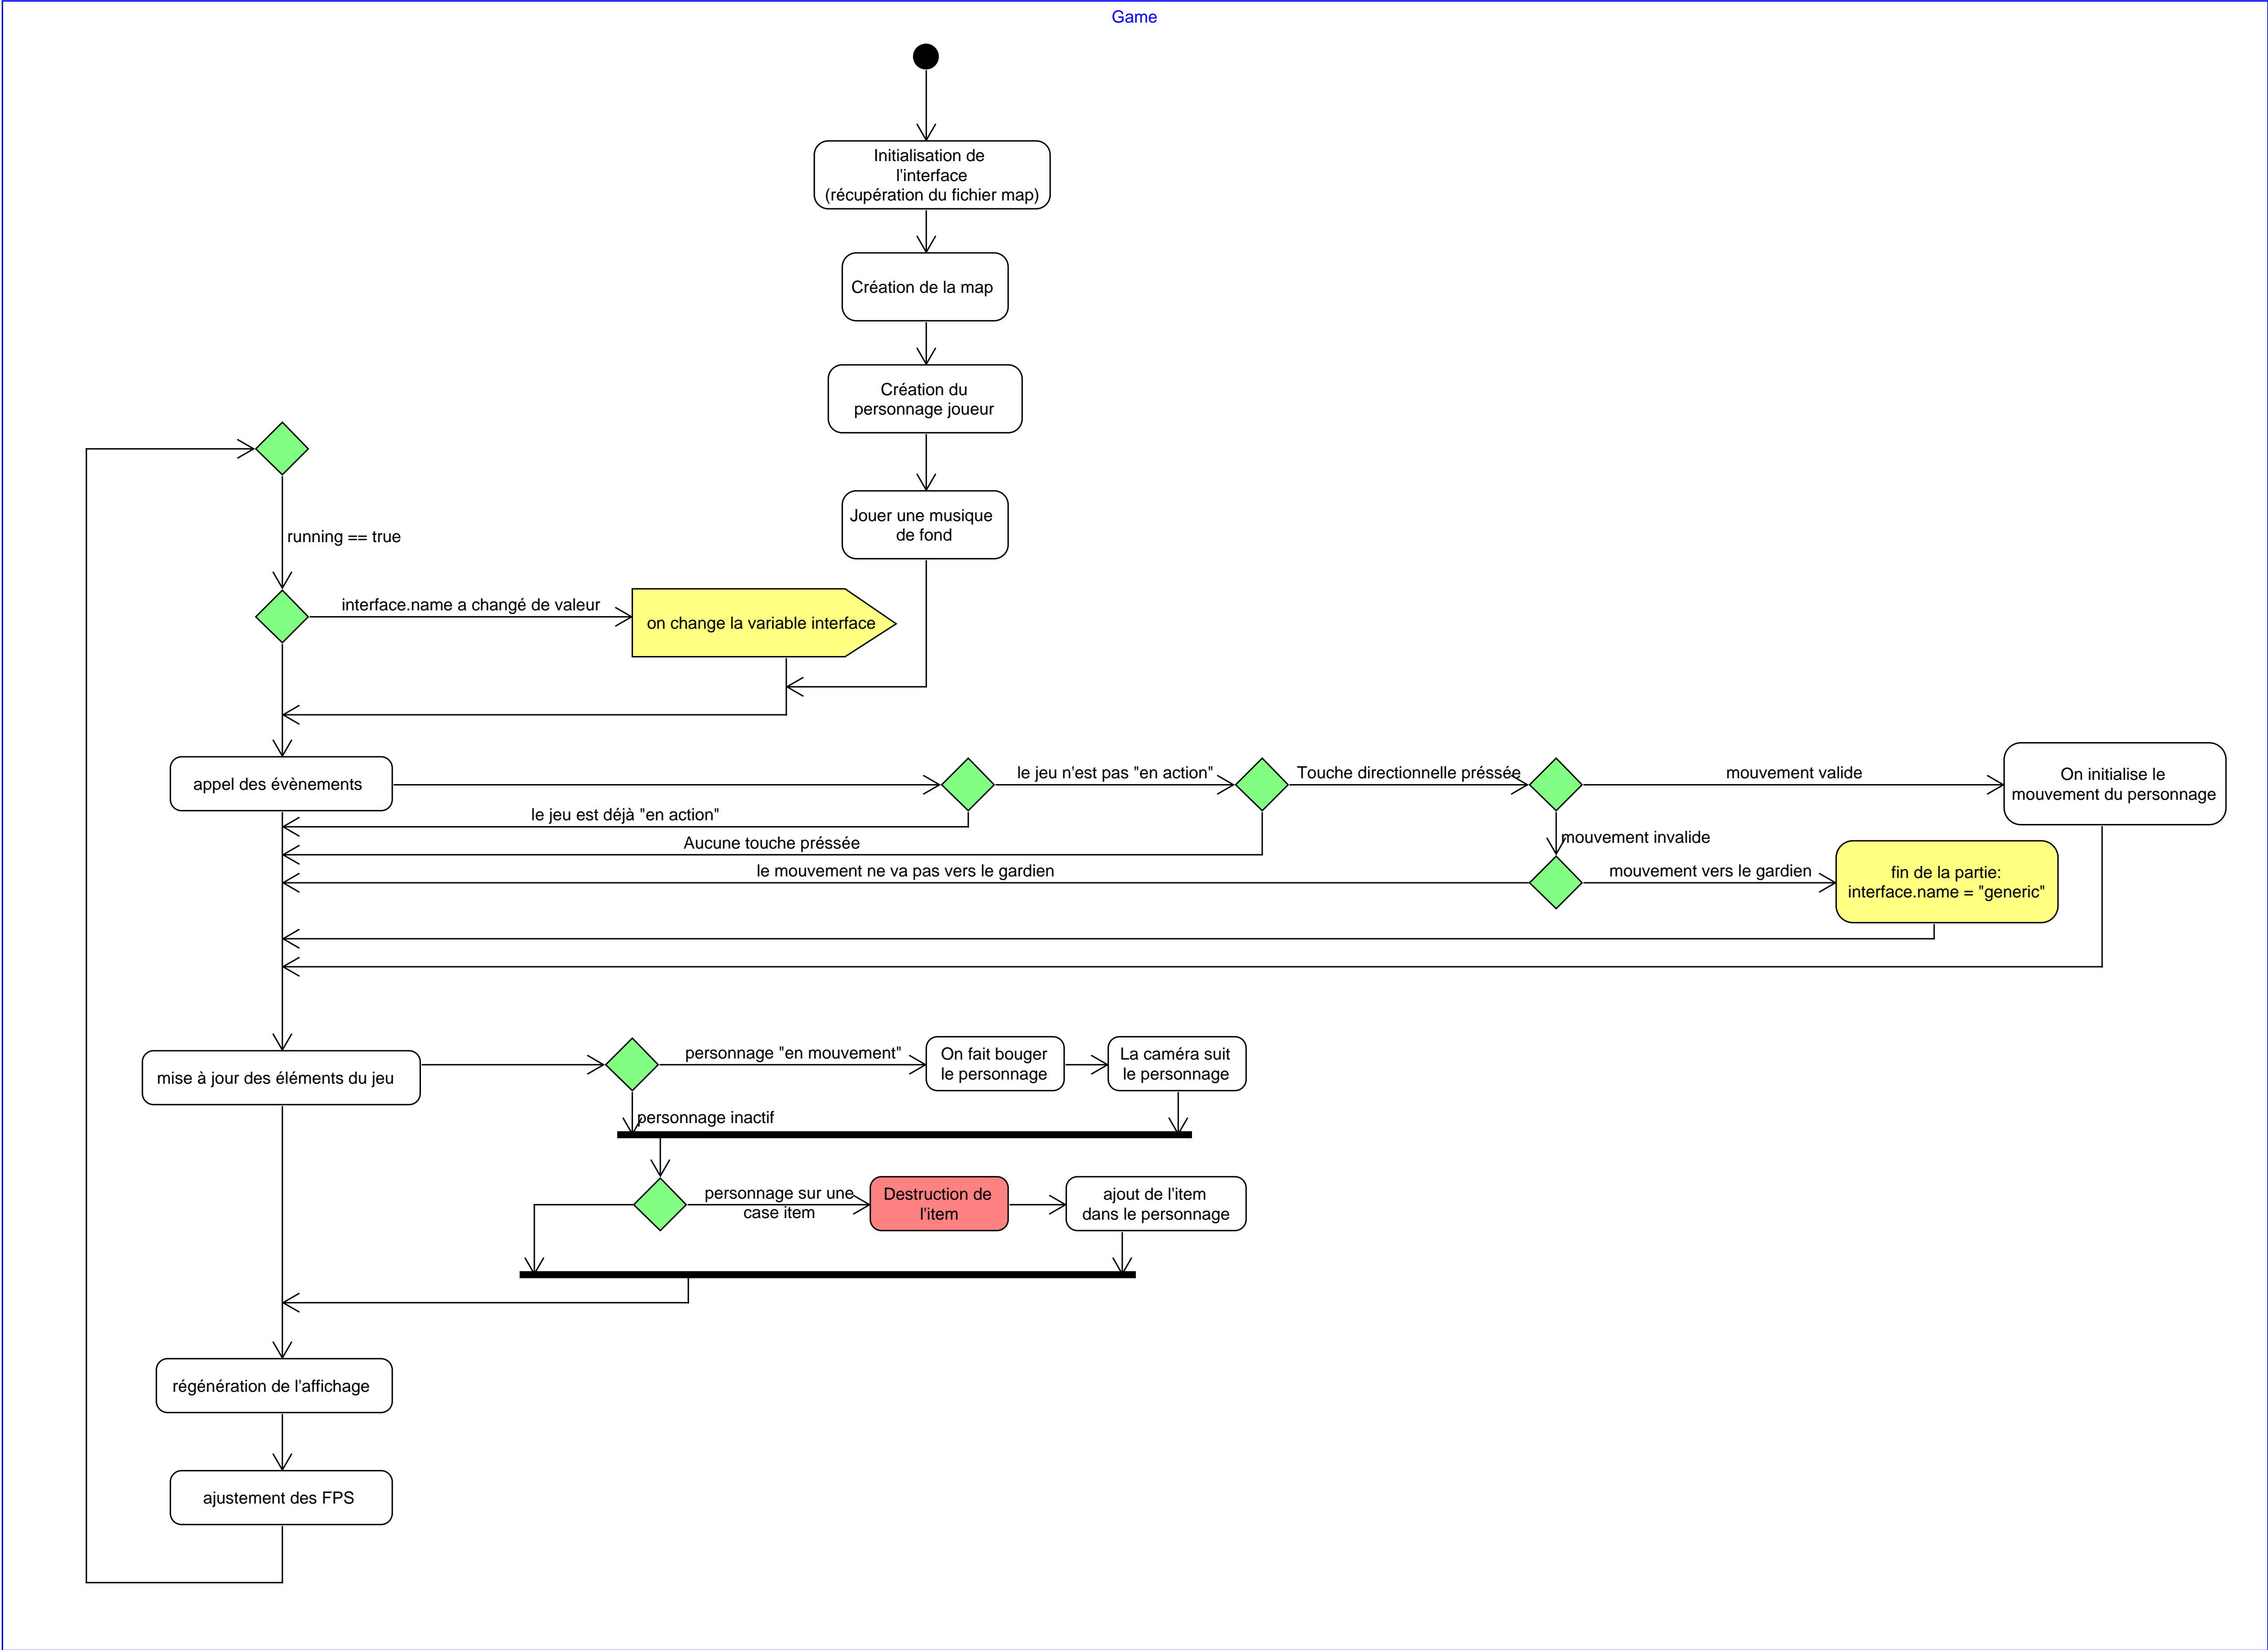 Game
Initialisation de
l'interface
(récupération du fichier map)
Création de la map
Création du
personnage joueur
Jouer une musique
de fond
running == true
interface.name a changé de valeur
on change la variable interface
appel des évènements
le jeu n'est pas "en action"
Touche directionnelle préssée
mouvement valide
On initialise le
mouvement du personnage
le jeu est déjà "en action"
Aucune touche préssée
mouvement invalide
le mouvement ne va pas vers le gardien
mouvement vers le gardien
fin de la partie:
interface.name = "generic"
mise à jour des éléments du jeu
personnage "en mouvement"
On fait bouger
le personnage
La caméra suit
le personnage
personnage inactif
personnage sur une
case item
Destruction de
l'item
ajout de l'item
dans le personnage
régénération de l'affichage
ajustement des FPS